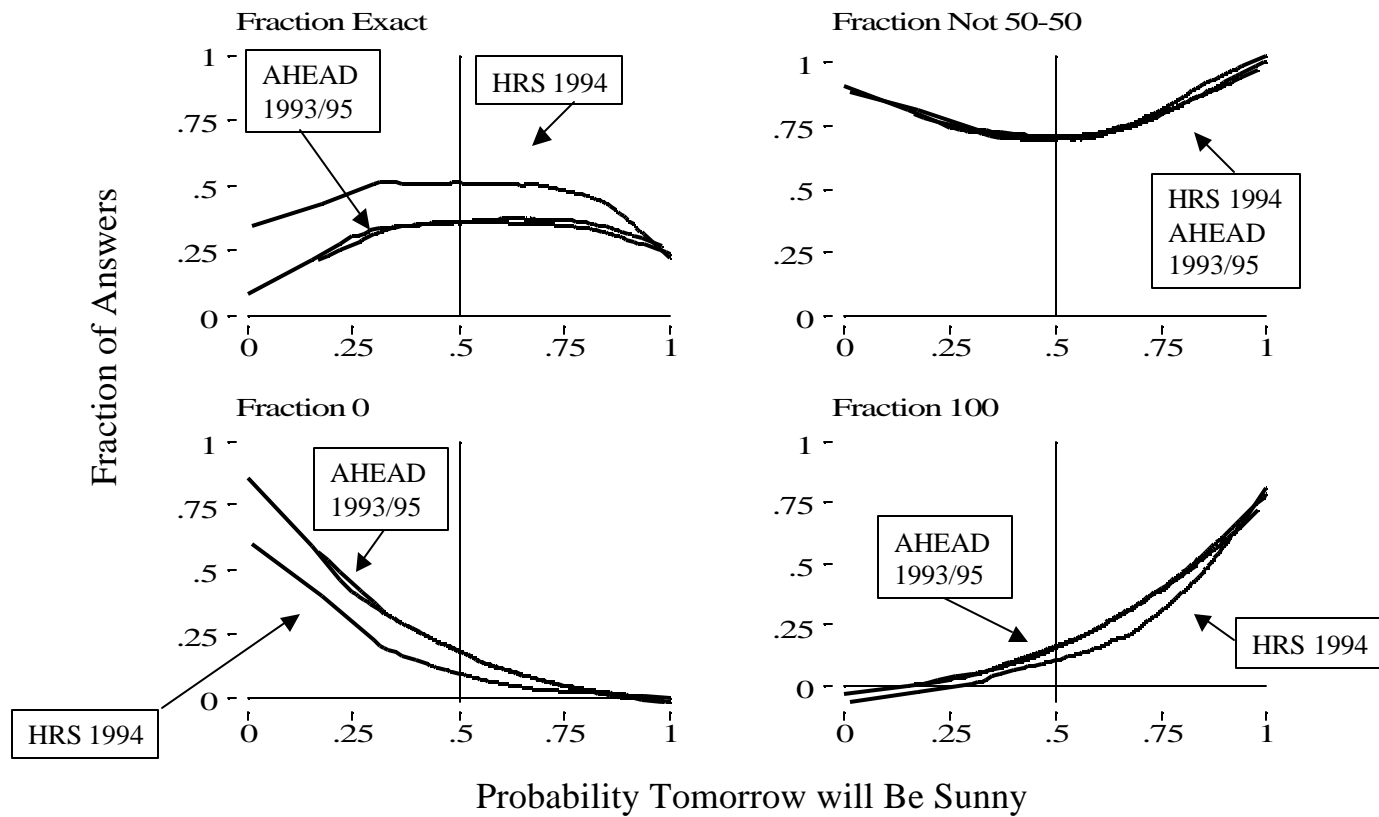 Fraction Exact
1
.75
.5
.25
0
0 .25 .5 .75 1
AHEAD
1993/95
HRS 1994
Fraction Not 50-50
1
.75
.5
.25
0
0 .25 .5 .75 1
HRS 1994
AHEAD
1993/95
Fraction of Answers
Fraction 0
1
.75
.5
.25
0
0 .25 .5 .75 1
AHEAD
1993/95
HRS 1994
Fraction 100
1
.75
.5
.25
0
0 .25 .5 .75 1
AHEAD
1993/95
HRS 1994
Probability Tomorrow will Be Sunny